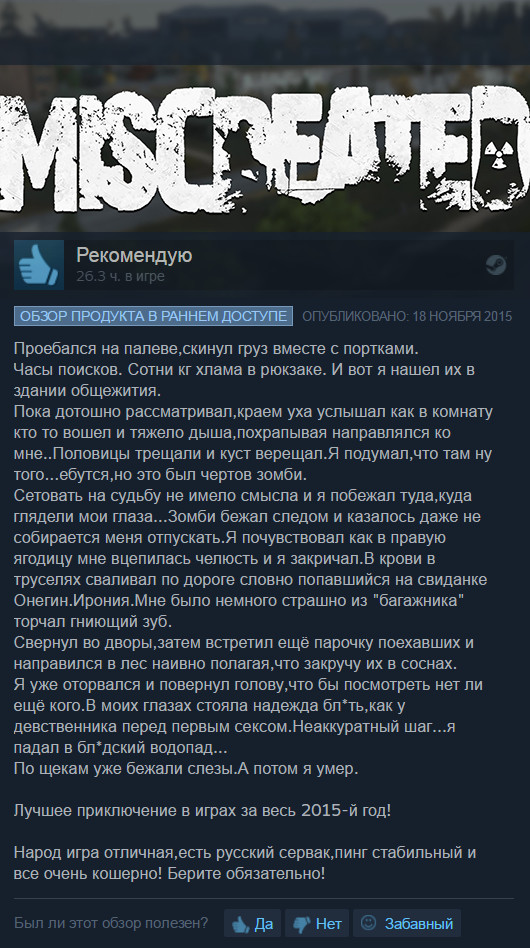 MISCREATED
Рекомендую
26.3 ч. в игре
ОБЗОР ПРОДУКТА В РАННЕМ ДОСТУПЕ ОПУБЛИКОВАНО: 18 НОЯБРЯ 2015
Проебался на палеве,скинул груз вместе с портками.
Часы поисков. Сотни кг хлама в рюкзаке. И вот я нашел их в
здании общежития.
Пока дотошно рассматривал,краем уха услышал как в комнату
кто то вошел и тяжело дыша,похрапывая направлялся ко
мне..Половицы трещали и куст верещал.Я подумал,что там ну
того...ебутся,но это был чертов зомби.
Сетовать на судьбу не имело смысла и я побежал туда,куда
глядели мои глаза...Зомби бежал следом и казалось даже не
собирается меня отпускать.Я почувствовал как в правую
ягодицу мне вцепилась челюсть и я закричал.В крови в
труселях сваливал по дороге словно попавшийся на свиданке
Онегин.Ирония.Мне было немного страшно из "багажника"
торчал гниющий зуб.
Свернул во дворы,затем встретил ещё парочку поехавших и
направился в лес наивно полагая,что закручу их в соснах.
Я уже оторвался и повернул голову,что бы посмотреть нет ли
ещё кого.В моих глазах стояла надежда бл*ть,как у
девственника перед первым сексом.Неаккуратный шаг...я
падал в бл*дский водопад...
По щекам уже бежали слезы.А потом я умер.
Лучшее приключение в играх за весь 2015-й год!
Народ игра отличная,есть русский сервак,пинг стабильный и
все очень кошерно! Берите обязательно!
Был ли этот обзор полезен? Да Нет Забавный